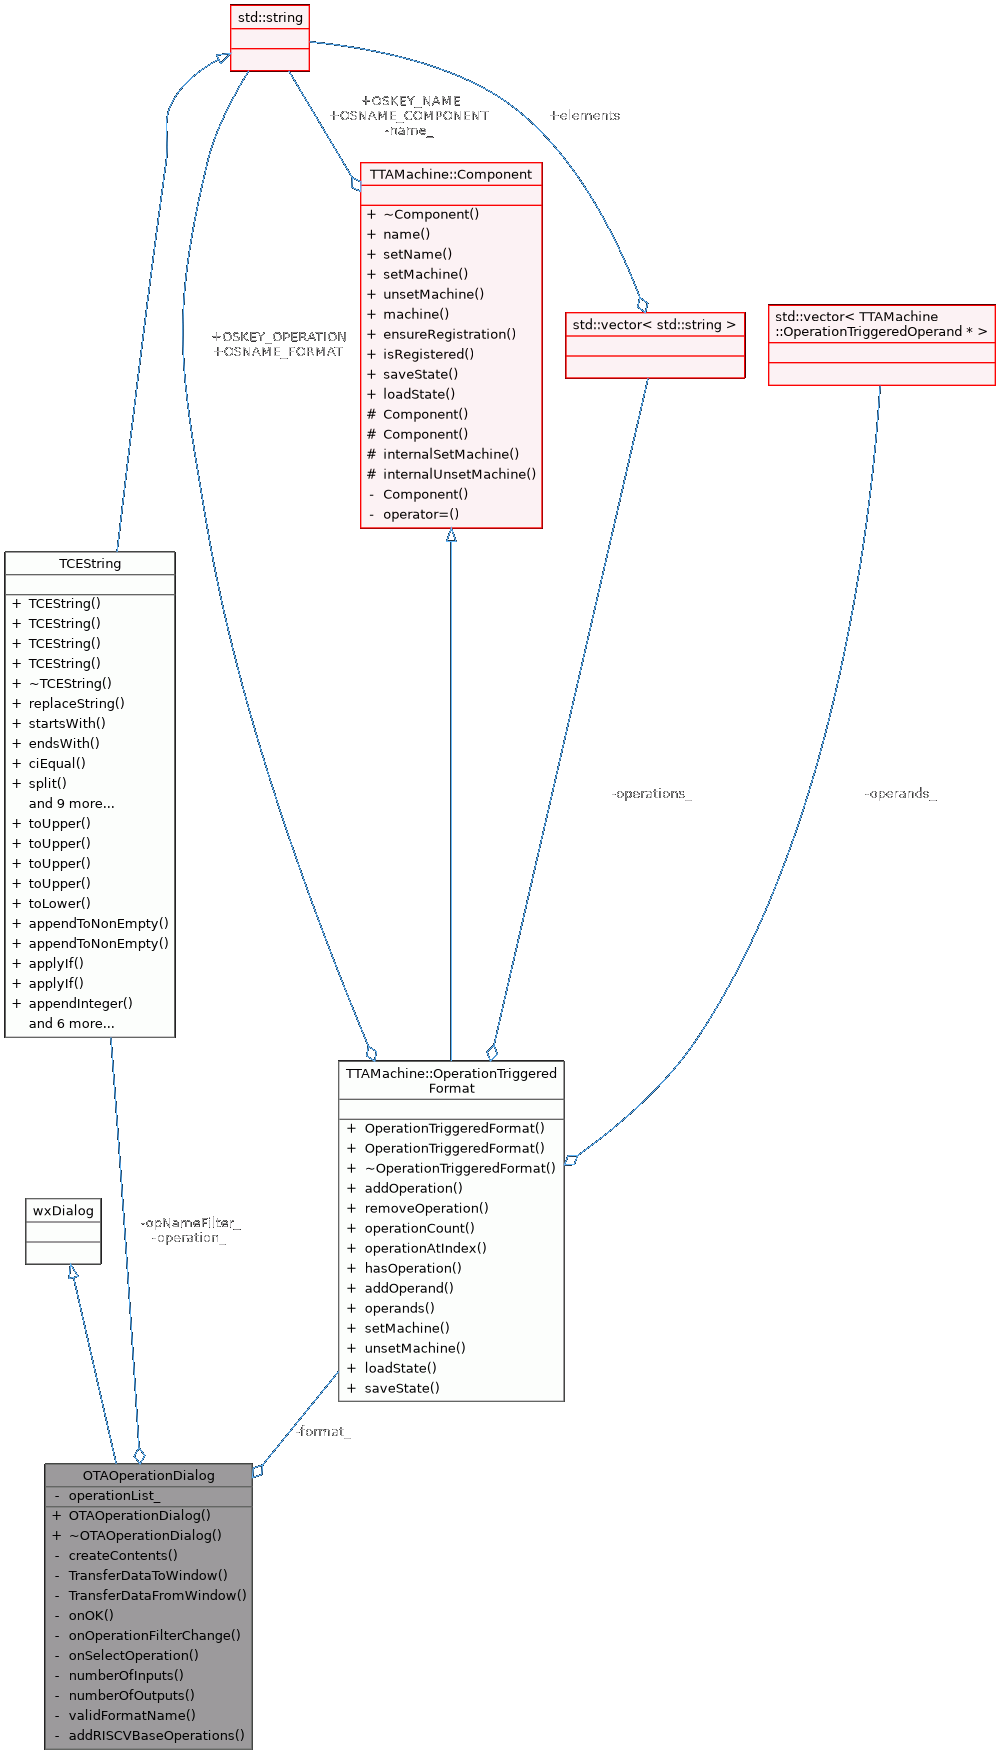 std::string
+OSKEY_NAME
+OSNAME_COMPONENT
-name_
+elements
TTAMachine::Component
+ ~Component()
+ name()
+ setName()
+ setMachine()
+ unsetMachine()
+ machine()
+ ensureRegistration()
+ isRegistered()
+ saveState()
+ loadState()
# Component()
# Component()
# internalSetMachine()
# internalUnsetMachine()
- Component()
- operator=()
std::vector< std::string >
std::vector< TTAMachine
::OperationTriggeredOperand * >
+OSKEY_OPERATION
+OSNAME_FORMAT
TCEString
+ TCEString()
+ TCEString()
+ TCEString()
+ TCEString()
+ ~TCEString()
+ replaceString()
+ startsWith()
+ endsWith()
+ ciEqual()
+ split()
and 9 more...
+ toUpper()
+ toUpper()
+ toUpper()
+ toUpper()
+ toLower()
+ appendToNonEmpty()
+ appendToNonEmpty()
+ applyIf()
+ applyIf()
+ appendInteger()
and 6 more...
-operations_
-operands_
TTAMachine::OperationTriggered
Format
+ OperationTriggeredFormat()
+ OperationTriggeredFormat()
+ ~OperationTriggeredFormat()
+ addOperation()
+ removeOperation()
+ operationCount()
+ operationAtIndex()
+ hasOperation()
+ addOperand()
+ operands()
+ setMachine()
+ unsetMachine()
+ loadState()
+ saveState()
wxDialog
-opNameFilter_
-operation_
-format_
OTAOperationDialog
- operationList_
+ OTAOperationDialog()
+ ~OTAOperationDialog()
- createContents()
- TransferDataToWindow()
- TransferDataFromWindow()
- onOK()
- onOperationFilterChange()
- onSelectOperation()
- numberOfInputs()
- numberOfOutputs()
- validFormatName()
- addRISCVBaseOperations()